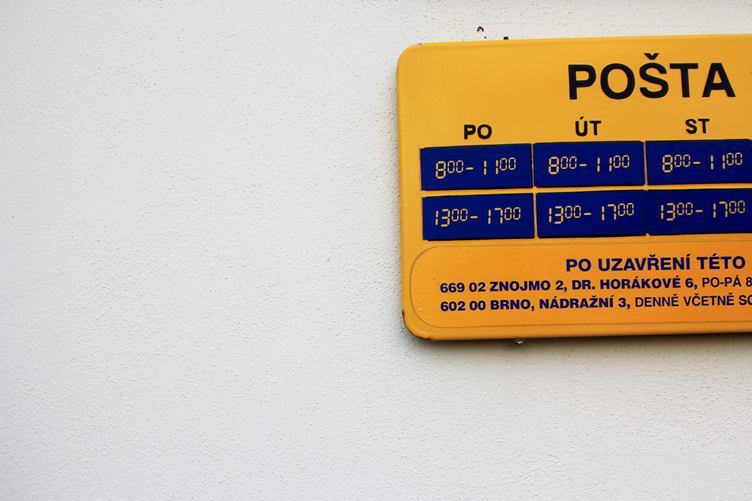 POŠTA
PO ÚT ST
800-1100 800-1100 800-1100
1300-1700 1300-1700 1300-1700
PO UZAVŘENÍ TÉTO
669 02 ZNOJMO 2, DR. HORÁKOVÉ 6, PO-PÁ 8
602 00 BRNO, NÁDRAŽNÍ 3, DENNĚ VČETNĚ